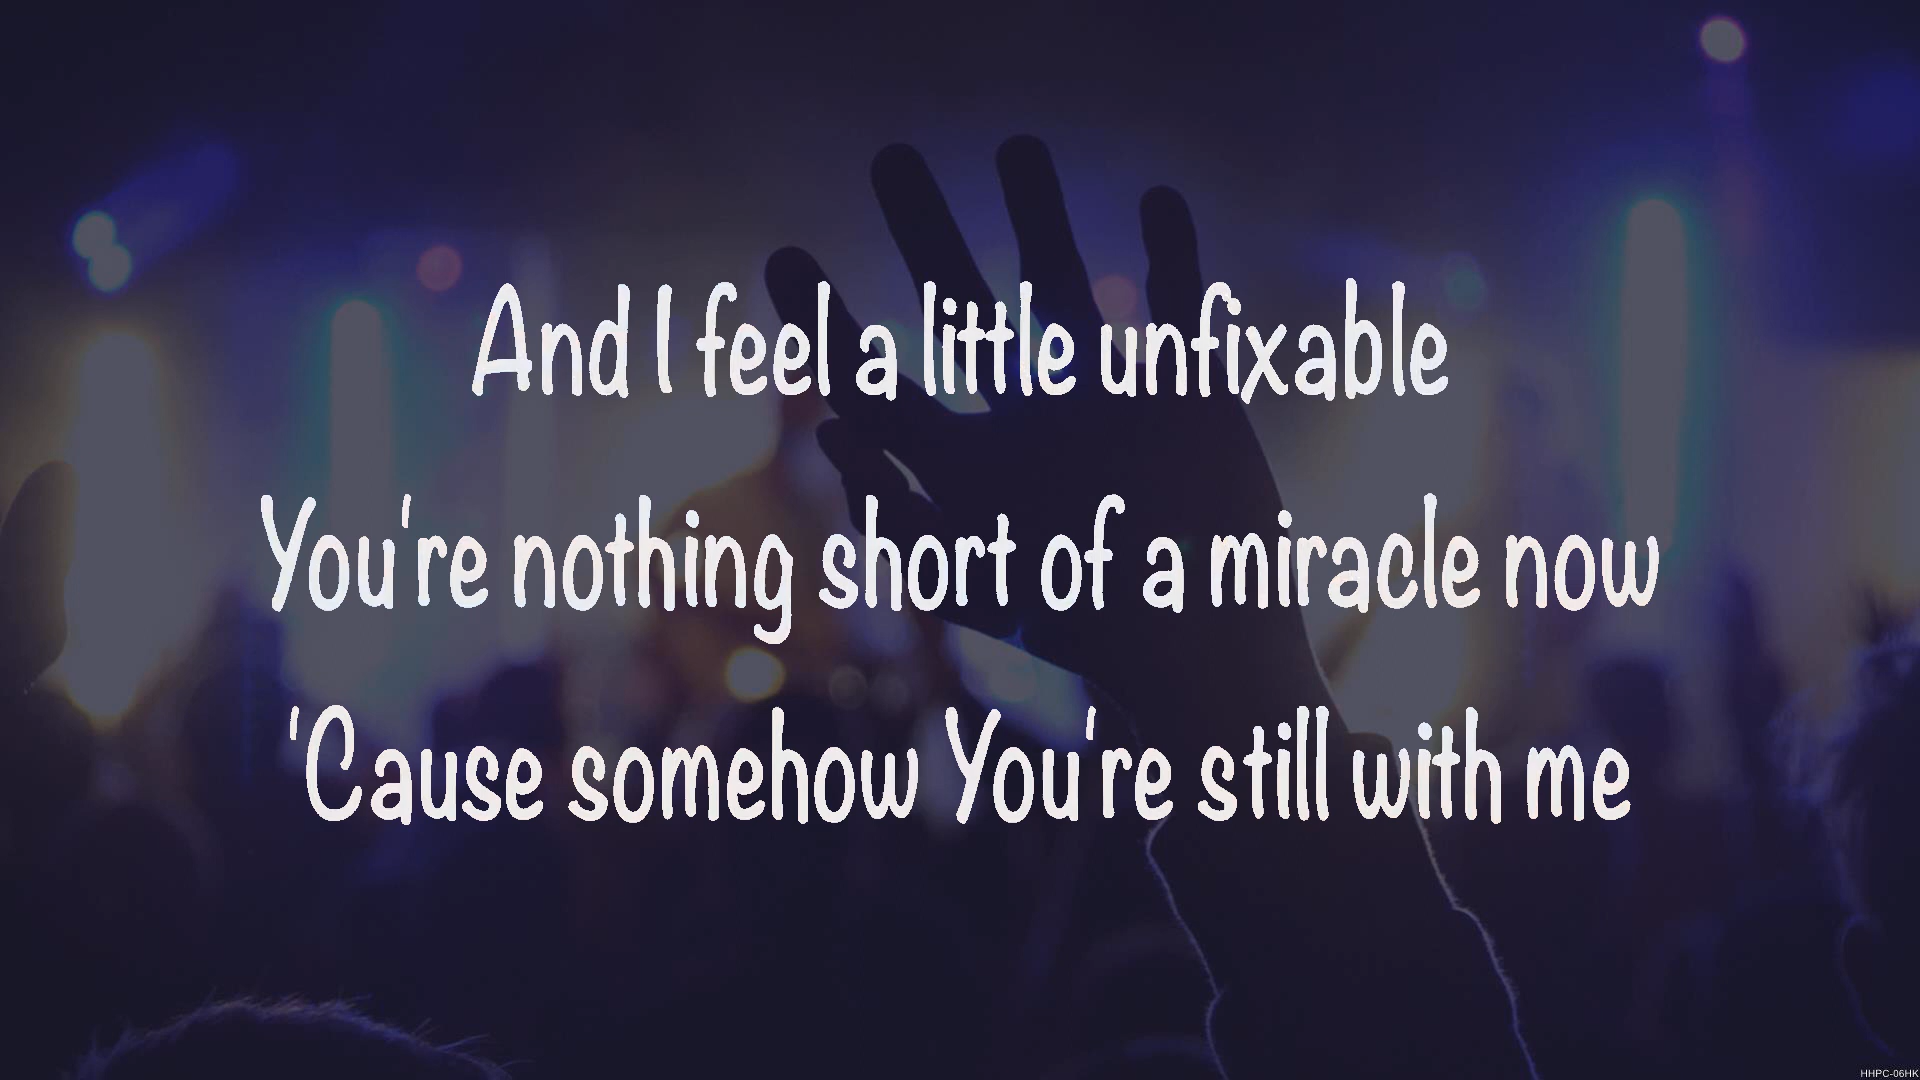 And I feel a little unfixable
You're nothing short of a miracle now
'Cause somehow You're still with me
HHPC-06HK